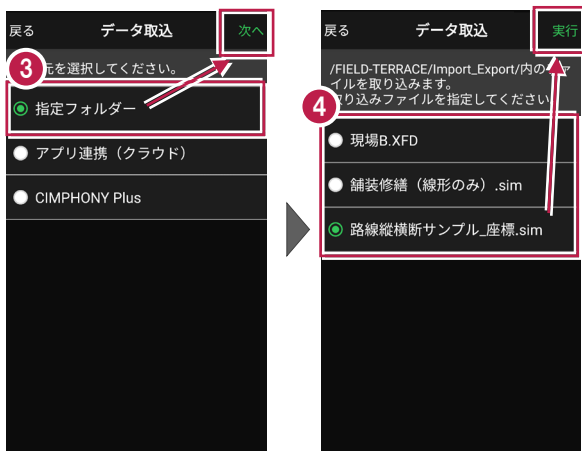 戻る データ取込 次へ
3 元を選択してください。
指定フォルダー
アプリ連携（クラウド）
CIMPHONY Plus
戻る データ取込 実行
/FIELD-TERRACE/Import_Export/内のファ
イルを取り込みます。
取り込みファイルを指定してください
4
現場B.XFD
舗装修繕（線形のみ）.sim
路線縦横断サンプル_座標.sim